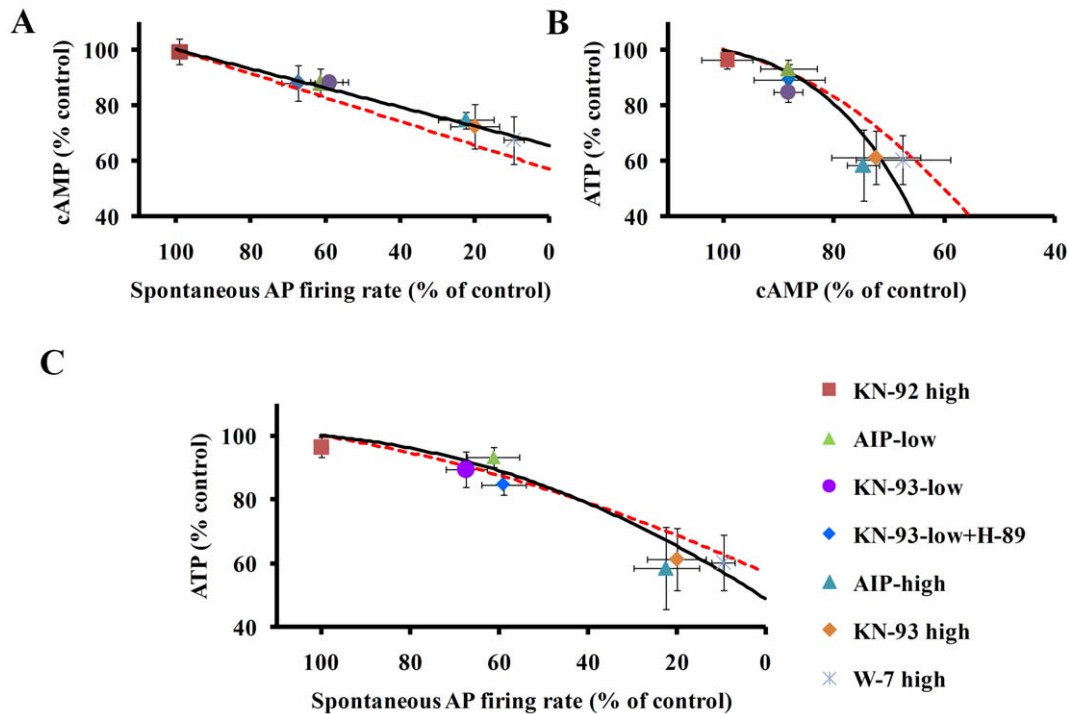 A
cAMP (% control)
100
80
60
40
100 80 60 40 20 0
Spontaneous AP firing rate (% of control)
B
ATP (% control)
100
80
60
40
100 80 60 40
cAMP (% of control)
C
ATP (% control)
100
80
60
40
100 80 60 40 20 0
Spontaneous AP firing rate (% of control)
KN-92 high
AIP-low
KN-93-low
KN-93-low+H-89
AIP-high
KN-93 high
W-7 high